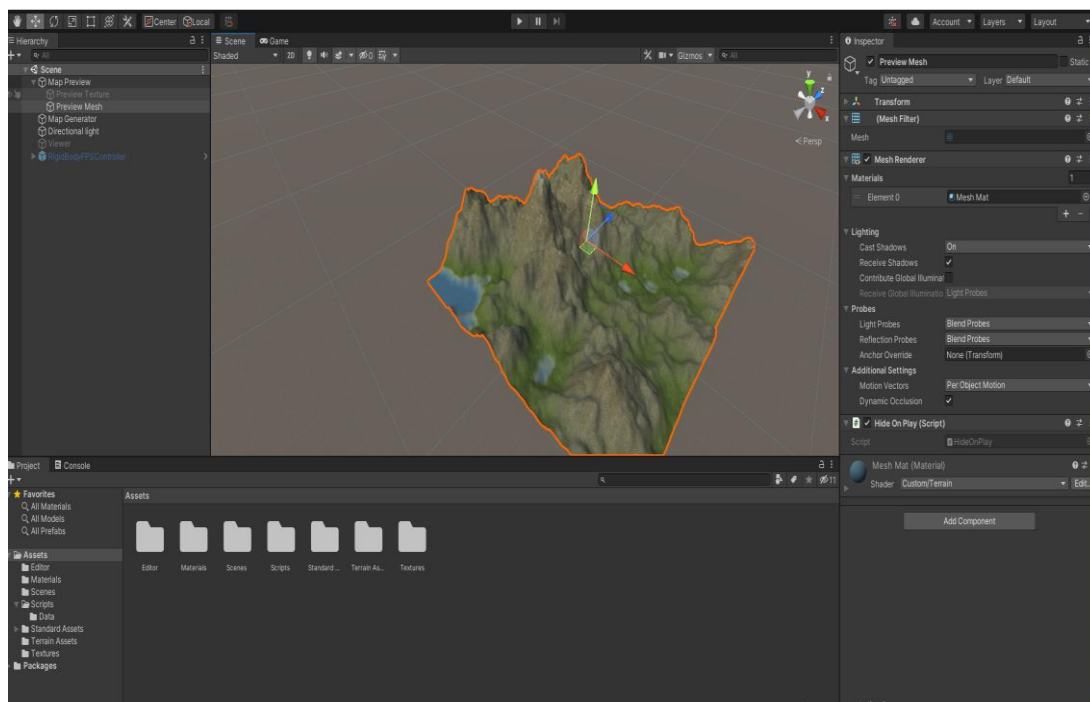 Center Local
Account Layers Layout
Hierarchy
All
Scene
Map Preview
Preview Texture
Preview Mesh
Map Generator
Directional light
Viewer
RigidBodyFPSController
Scene Game
Shaded 2D 0 Gizmos All
y
z
x
Persp
Inspector
Preview Mesh Static
Tag Untagged Layer Default
Transform
(Mesh Filter)
Mesh
Mesh Renderer
Materials 1
Element 0 Mesh Mat
Lighting
Cast Shadows On
Receive Shadows
Contribute Global Illuminat
Receive Global Illuminatio Light Probes
Probes
Light Probes Blend Probes
Reflection Probes Blend Probes
Anchor Override None (Transform)
Additional Settings
Motion Vectors Per Object Motion
Dynamic Occlusion
Hide On Play (Script)
Script HideOnPlay
Mesh Mat (Material)
Shader Custom/Terrain Edit...
Add Component
Project Console
11
Favorites
All Materials
All Models
All Prefabs
Assets
Editor
Materials
Scenes
Scripts
Data
Standard Assets
Terrain Assets
Textures
Packages
Assets
Editor Materials Scenes Scripts Standard ... Terrain As... Textures